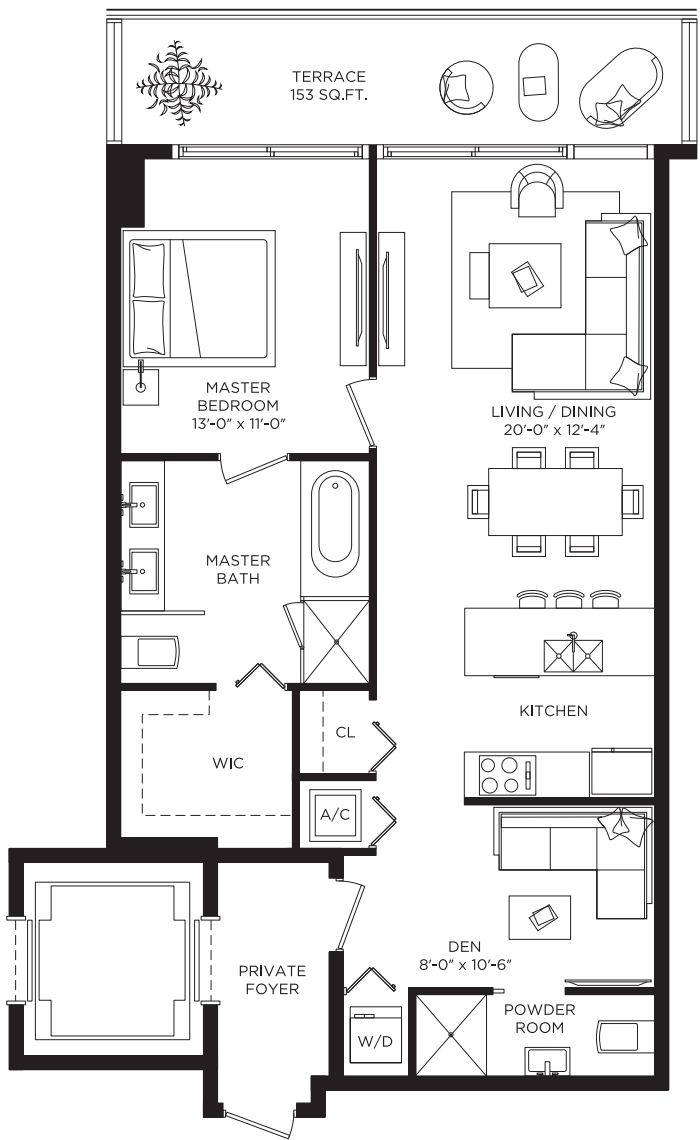 TERRACE
153 SQ.FT.
MASTER
BEDROOM
13'-0" x 11'-0"
LIVING / DINING
20'-0" x 12'-4"
MASTER
BATH
KITCHEN
CL
WIC
A/C
DEN
8'-0" x 10'-6"
PRIVATE
FOYER
POWDER
ROOM
W/D